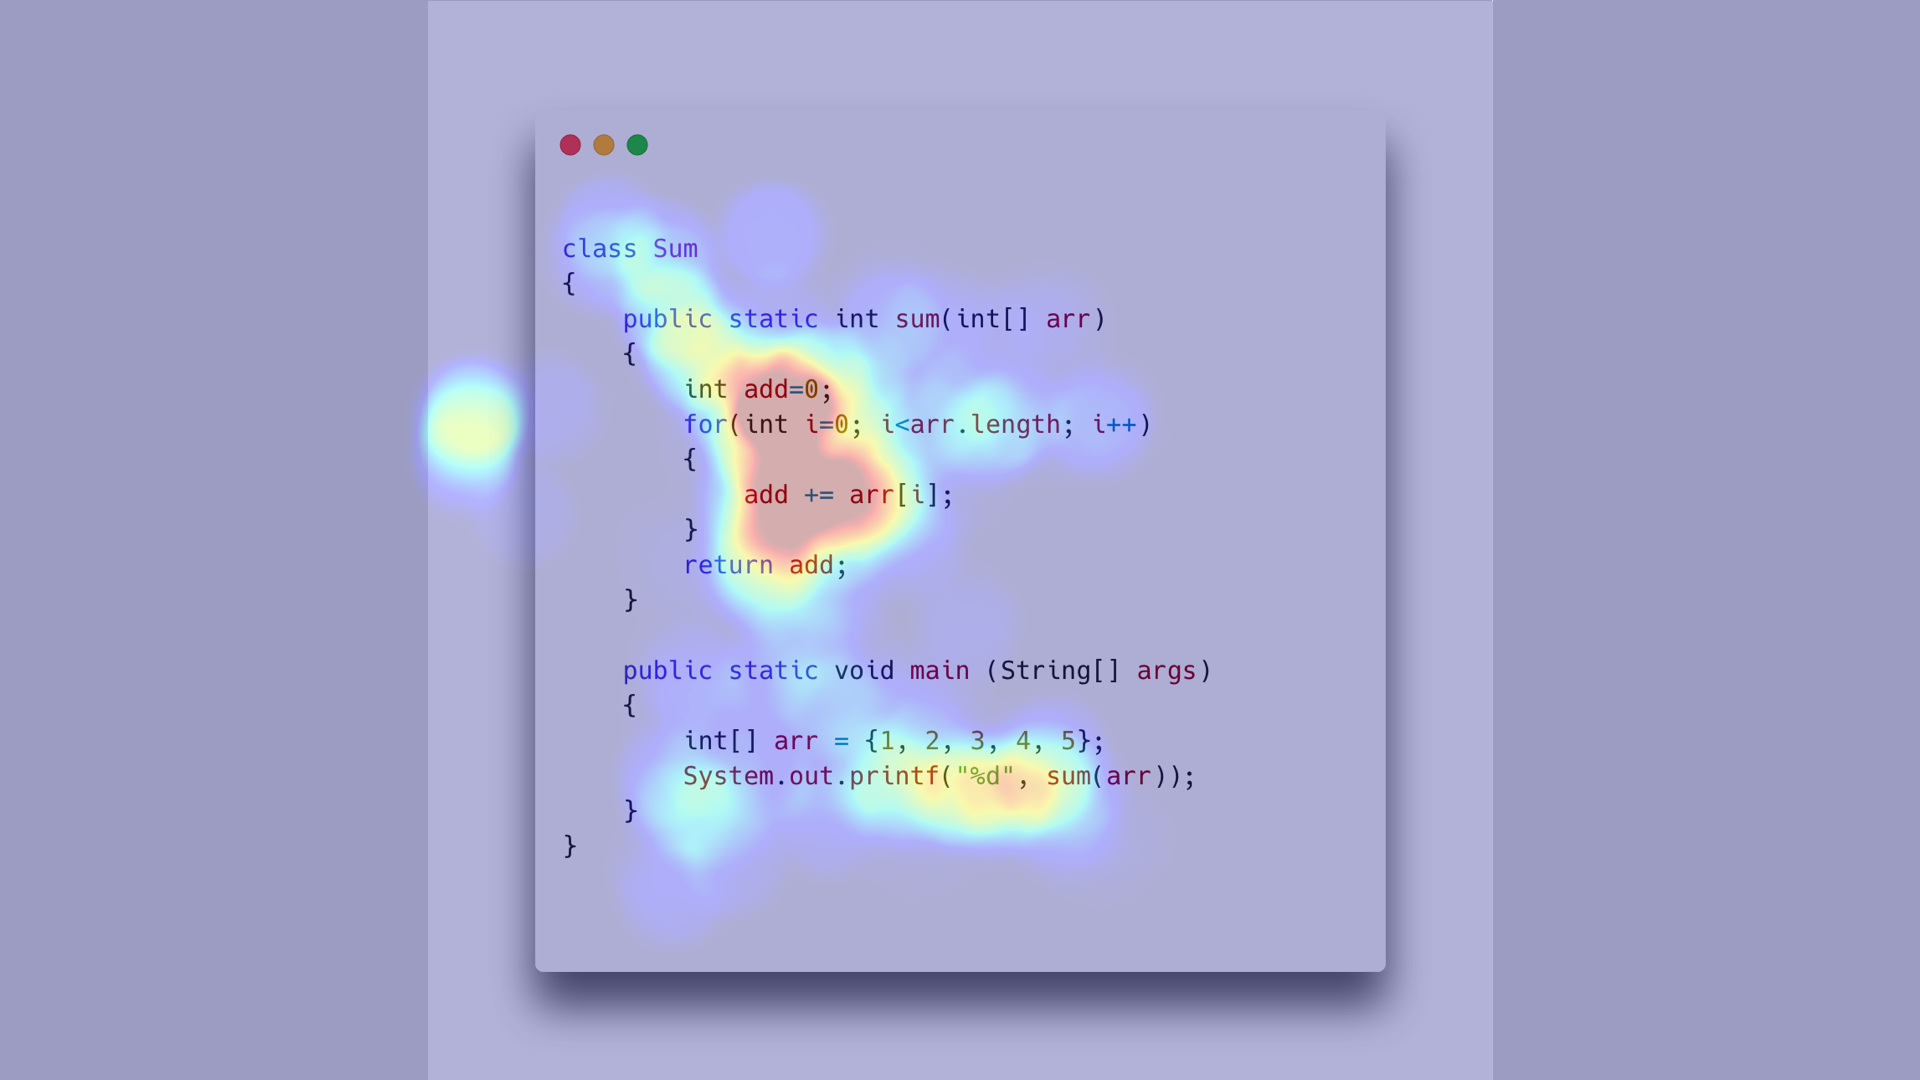 class Sum
{
    public static int sum(int[] arr)
    {
        int add=0;
        for(int i=0; i<arr.length; i++)
        {
            add += arr[i];
        }
        return add;
    }

    public static void main (String[] args)
    {
        int[] arr = {1, 2, 3, 4, 5};
        System.out.printf("%d", sum(arr));
    }
}